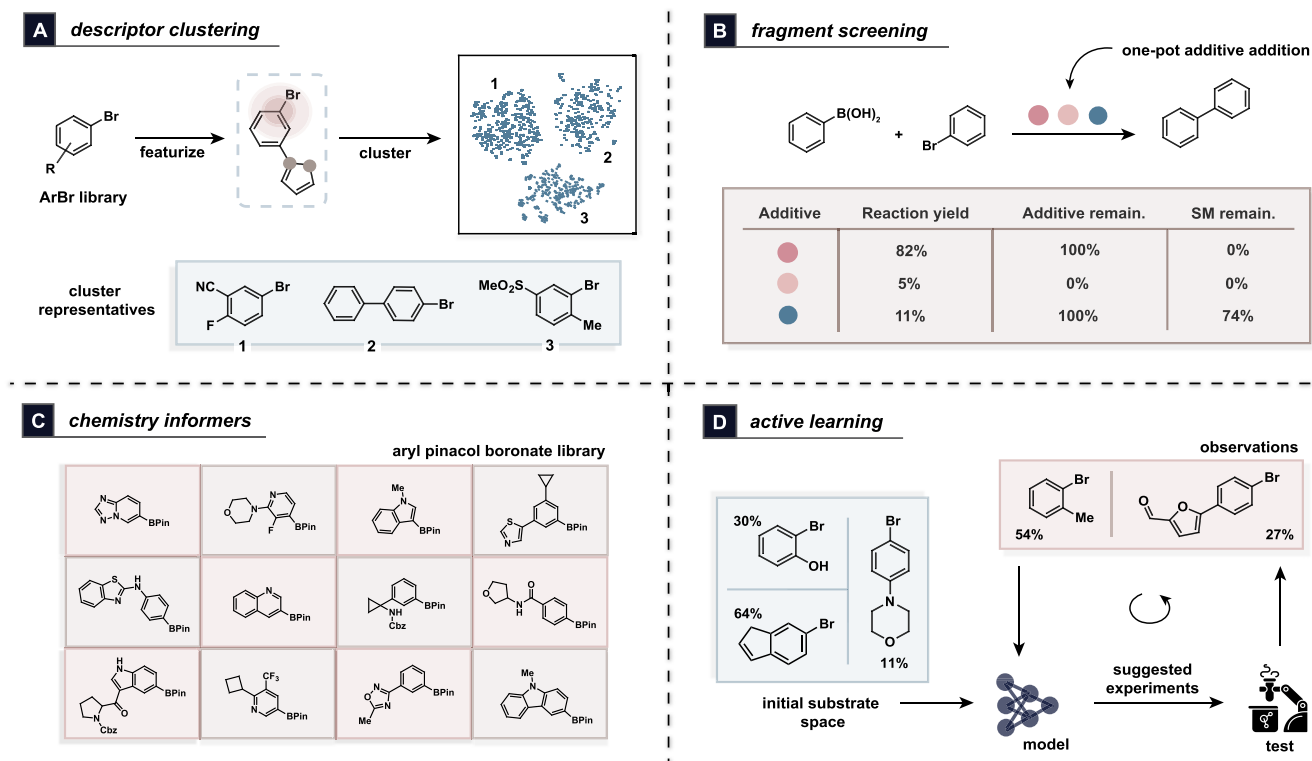 A descriptor clustering
Br
R
ArBr library
featurize
Br
cluster
1
2
3
cluster
representatives
NC
Br
F
1
Br
2
MeO2S
Br
Me
3
B fragment screening
one-pot additive addition
B(OH)2
+
Br
Additive Reaction yield Additive remain. SM remain.
82% 100% 0%
5% 0% 0%
11% 100% 74%
C chemistry informers
aryl pinacol boronate library
N
N
N
BPin
O
N
N
F
BPin
Me
N
BPin
S
N
BPin
S
N
H
N
BPin
N
BPin
NH
Cbz
BPin
O
O
N
H
BPin
H
N
BPin
O
N
Cbz
CF3
N
BPin
N
O
N
Me
BPin
Me
N
BPin
D active learning
observations
Br
Me
54%
O
O
Br
27%
30%
Br
OH
64%
Br
Br
N
O
11%
initial substrate
space
model
suggested
experiments
test